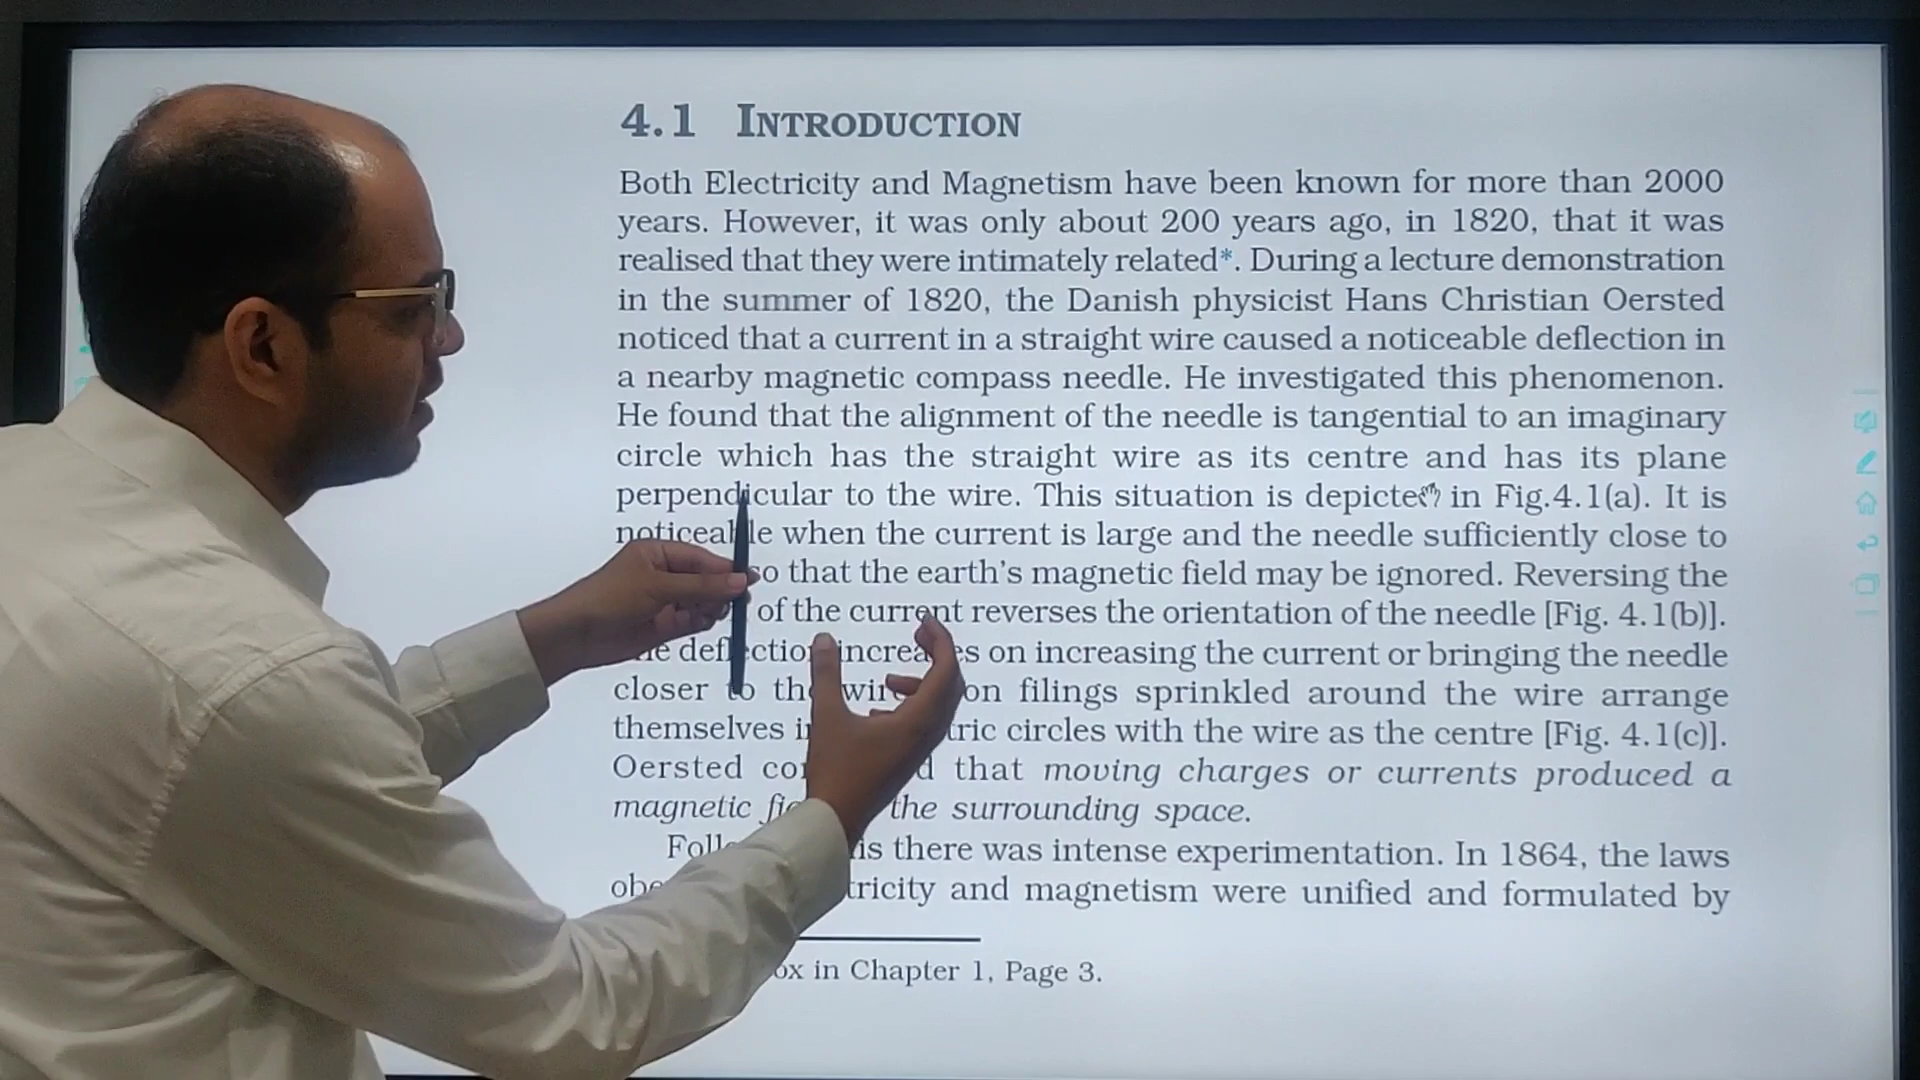 4.1 INTRODUCTION
Both Electricity and Magnetism have been known for more than 2000
years. However, it was only about 200 years ago, in 1820, that it was
realised that they were intimately related*. During a lecture demonstration
in the summer of 1820, the Danish physicist Hans Christian Oersted
noticed that a current in a straight wire caused a noticeable deflection in
a nearby magnetic compass needle. He investigated this phenomenon.
He found that the alignment of the needle is tangential to an imaginary
circle which has the straight wire as its centre and has its plane
perpendicular to the wire. This situation is depicted in Fig.4.1(a). It is
noticeable when the current is large and the needle sufficiently close to
so that the earth's magnetic field may be ignored. Reversing the
of the current reverses the orientation of the needle [Fig. 4.1(b)].
deflection increases on increasing the current or bringing the needle
closer to the wire. filings sprinkled around the wire arrange
themselves circles with the wire as the centre [Fig. 4.1(c)].
Oersted that moving charges or currents produced a
magnetic the surrounding space.
there was intense experimentation. In 1864, the laws
and magnetism were unified and formulated by
in Chapter 1, Page 3.